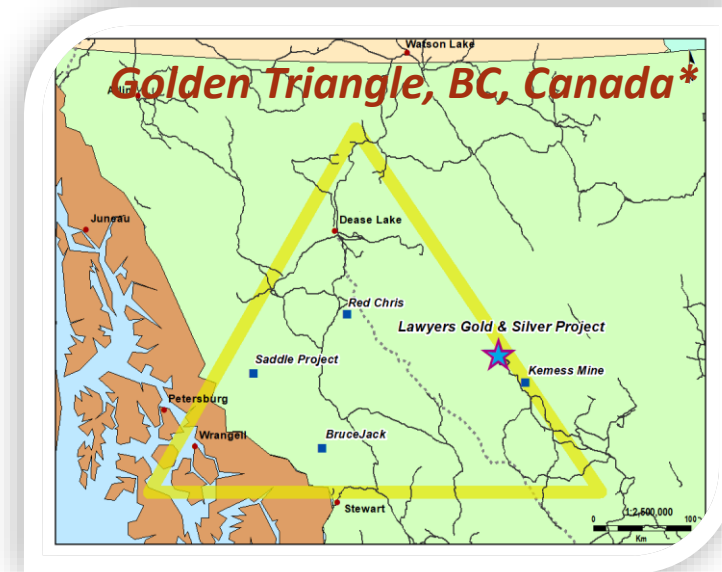 Watson Lake
Golden Triangle, BC, Canada*
Juneau
Dease Lake
Red Chris
Lawyers Gold & Silver Project
Saddle Project
Kemess Mine
Petersburg
BruceJack
Wrangell
Stewart
1:2,500,000
0 100
Km